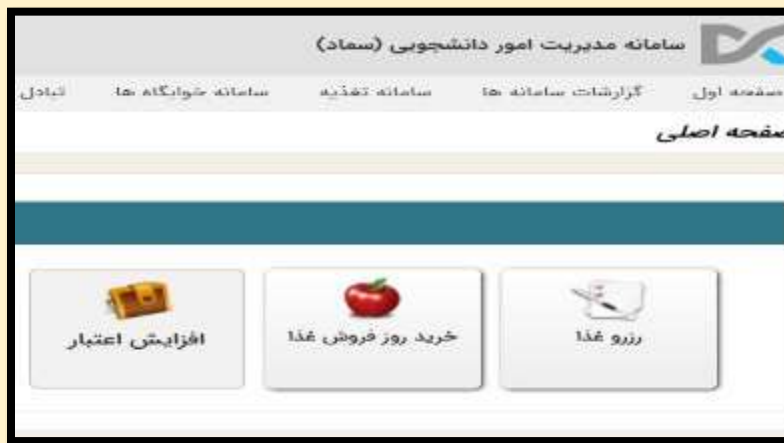 سامانه مدیریت امور دانشجویی (سماد)
صفحه اول گزارشات سامانه ها سامانه تغذیه سامانه خوابگاه ها تبادل
صفحه اصلی
رزرو غذا خرید روز فروش غذا افزایش اعتبار